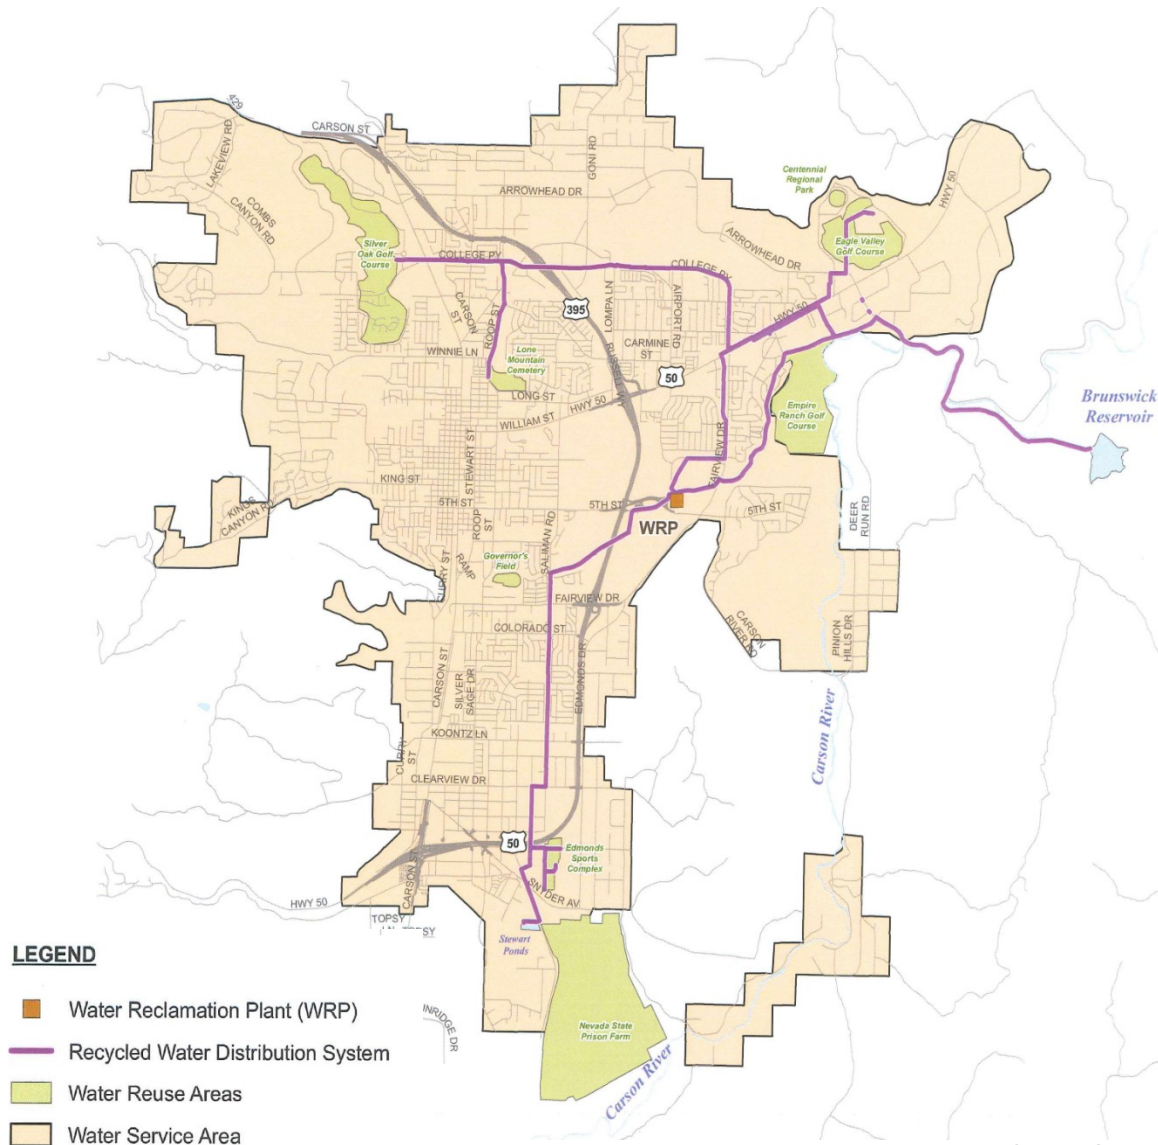 429
CARSON ST
LAKEVIEW RD
COMBS
CANYON RD
GONI RD
ARROWHEAD DR
Centennial
Regional
Park
HWY 50
ARROWHEAD DR
Eagle Valley
Golf Course
Silver
Oak Golf
Course
COLLEGE PY
COLLEGE PY
CARSON
ST
ROOP ST
395
LOMPA LN
AIRPORT RD
HWY 50
RUSSELL WY
CARMINE
ST
WINNIE LN
Lone
Mountain
Cemetery
50
LONG ST
HWY 50
WILLIAM ST
Empire
Ranch Golf
Course
Brunswick
Reservoir
STEWART ST
FAIRVIEW DR
KING ST
5TH ST
KINGS
CANYON RD
5TH ST
WRP
5TH ST
DEER
RUN RD
ROOP
ST
SALIMAN RD
Governor's
Field
CURRY ST
RAMP
FAIRVIEW DR
COLORADO ST
CARSON
RIVER RD
PINION
HILLS DR
CARSON ST
SILVER
SAGE DR
EDMONDS DR
Carson River
KOONTZ LN
CURRY
ST
CLEARVIEW DR
50
Edmonds
Sports
Complex
CARSON ST
SNYDER AV
HWY 50
TOPSY
Stewart
Ponds
Nevada State
Prison Farm
INRIDGE DR
Carson River
LEGEND
Water Reclamation Plant (WRP)
Recycled Water Distribution System
Water Reuse Areas
Water Service Area